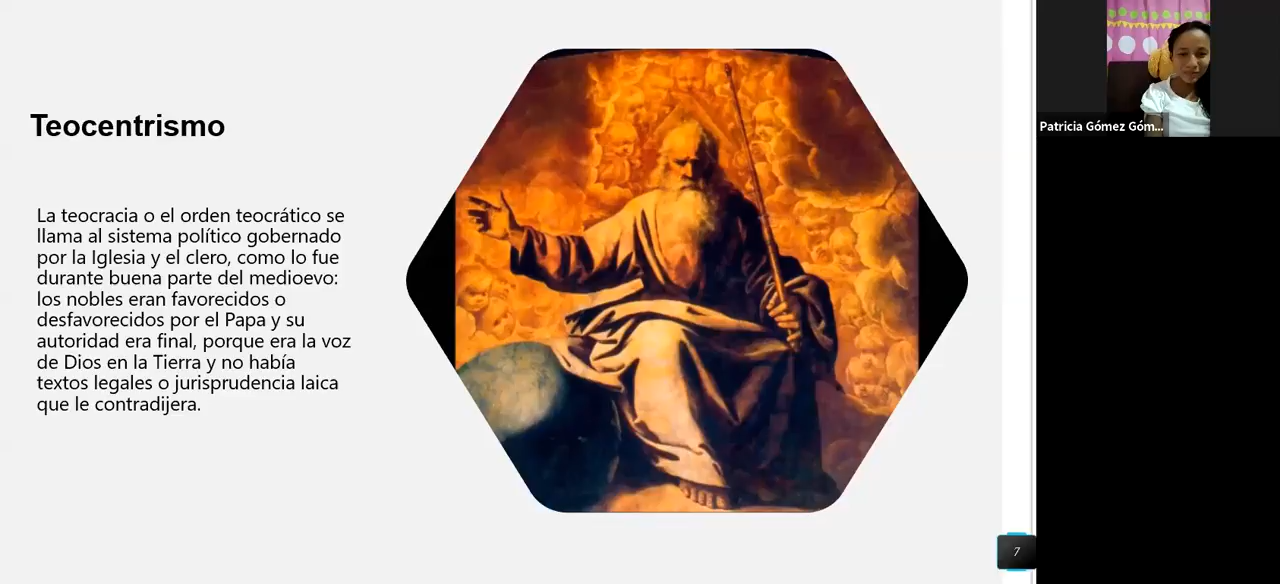 Teocentrismo
La teocracia o el orden teocrático se
llama al sistema político gobernado
por la Iglesia y el clero, como lo fue
durante buena parte del medioevo:
los nobles eran favorecidos o
desfavorecidos por el Papa y su
autoridad era final, porque era la voz
de Dios en la Tierra y no había
textos legales o jurisprudencia laica
que le contradijera.
7
Patricia Gómez Góm...